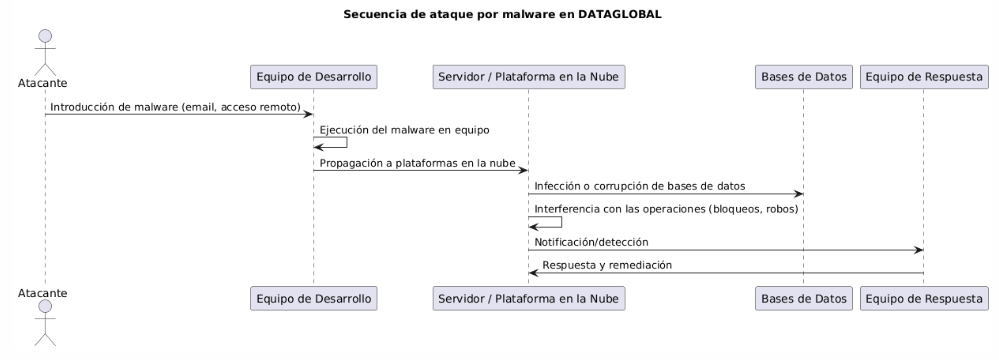 Secuencia de ataque por malware en DATAGLOBAL
Atacante
Equipo de Desarrollo
Servidor / Plataforma en la Nube
Bases de Datos
Equipo de Respuesta
Introducción de malware (email, acceso remoto)
Ejecución del malware en equipo
Propagación a plataformas en la nube
Infección o corrupción de bases de datos
Interferencia con las operaciones (bloqueos, robos)
Notificación/detección
Respuesta y remediación
Atacante
Equipo de Desarrollo
Servidor / Plataforma en la Nube
Bases de Datos
Equipo de Respuesta